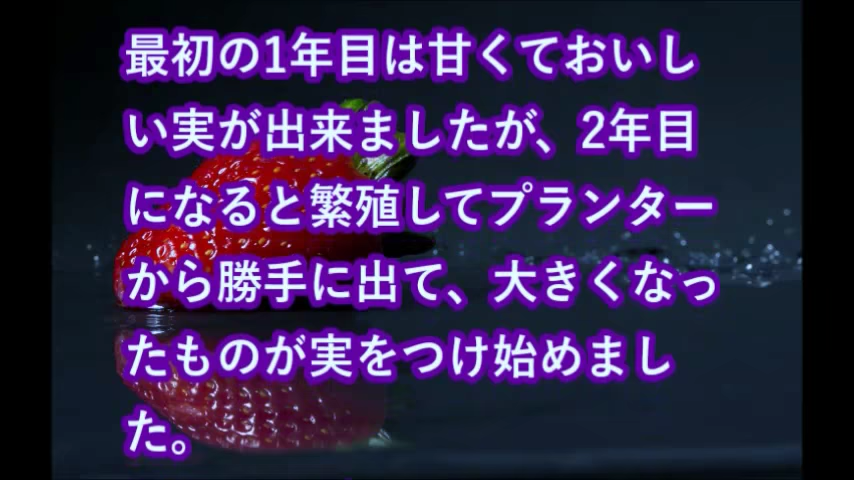 最初の1年目は甘くておいし
い実が出来ましたが、2年目
になると繁殖してプランター
から勝手に出て、大きくなっ
たものが実をつけ始めまし
た。